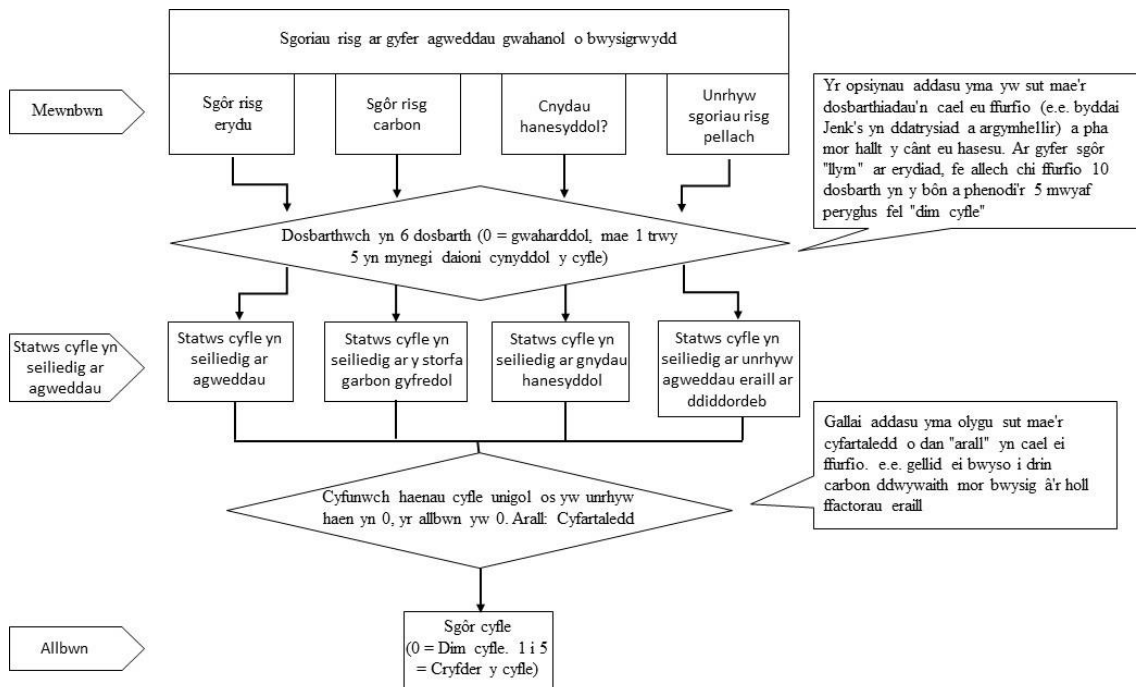 Sgoriau risg ar gyfer agweddau gwahanol o bwysigrwydd
Mewnbwn
Sgôr risg
erydu
Sgôr risg
carbon
Cnydau
hanesyddol?
Unrhyw
sgoriau risg
pellach
Yr opsiynau addasu yma yw sut mae'r
dosbarthiadau'n cael eu ffurfio (e.e. byddai
Jenk's yn ddatrysiad a argymhellir) a pha
mor hallt y cânt eu hasesu. Ar gyfer sgôr
"llym" ar erydiad, fe allech chi ffurfio 10
dosbarth yn y bôn a phenodi'r 5 mwyaf
peryglus fel "dim cyfle"
Dosbarthwch yn 6 dosbarth (0 = gwaharddol, mae 1 trwy
5 yn mynegi daioni cynyddol y cyfle)
Statws cyfle yn
seiliedig ar
agweddau
Statws cyfle yn
seiliedig ar
agweddau
Statws cyfle yn
seiliedig ar y storfa
garbon gyfredol
Statws cyfle yn
seiliedig ar gnydau
hanesyddol
Statws cyfle yn
seiliedig ar unrhyw
agweddau eraill ar
ddiddordeb
Gallai addasu yma olygu sut mae'r
cyfartaledd o dan "arall" yn cael ei
ffurfio. e.e. gellid ei bwyso i drin
carbon ddwywaith mor bwysig â'r holl
ffactorau eraill
Cyfunwch haenau cyfle unigol os yw unrhyw
haen yn 0, yr allbwn yw 0. Arall: Cyfartaledd
Allbwn
Sgôr cyfle
(0 = Dim cyfle. 1 i 5
= Cryfder y cyfle)